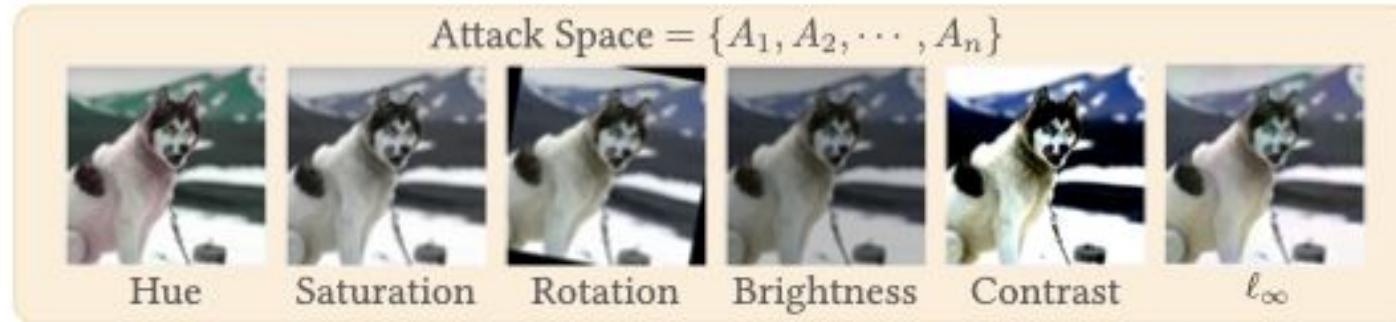 Attack Space = {A₁, A₂, ⋯ , Aₙ}
Hue Saturation Rotation Brightness Contrast ℓ∞